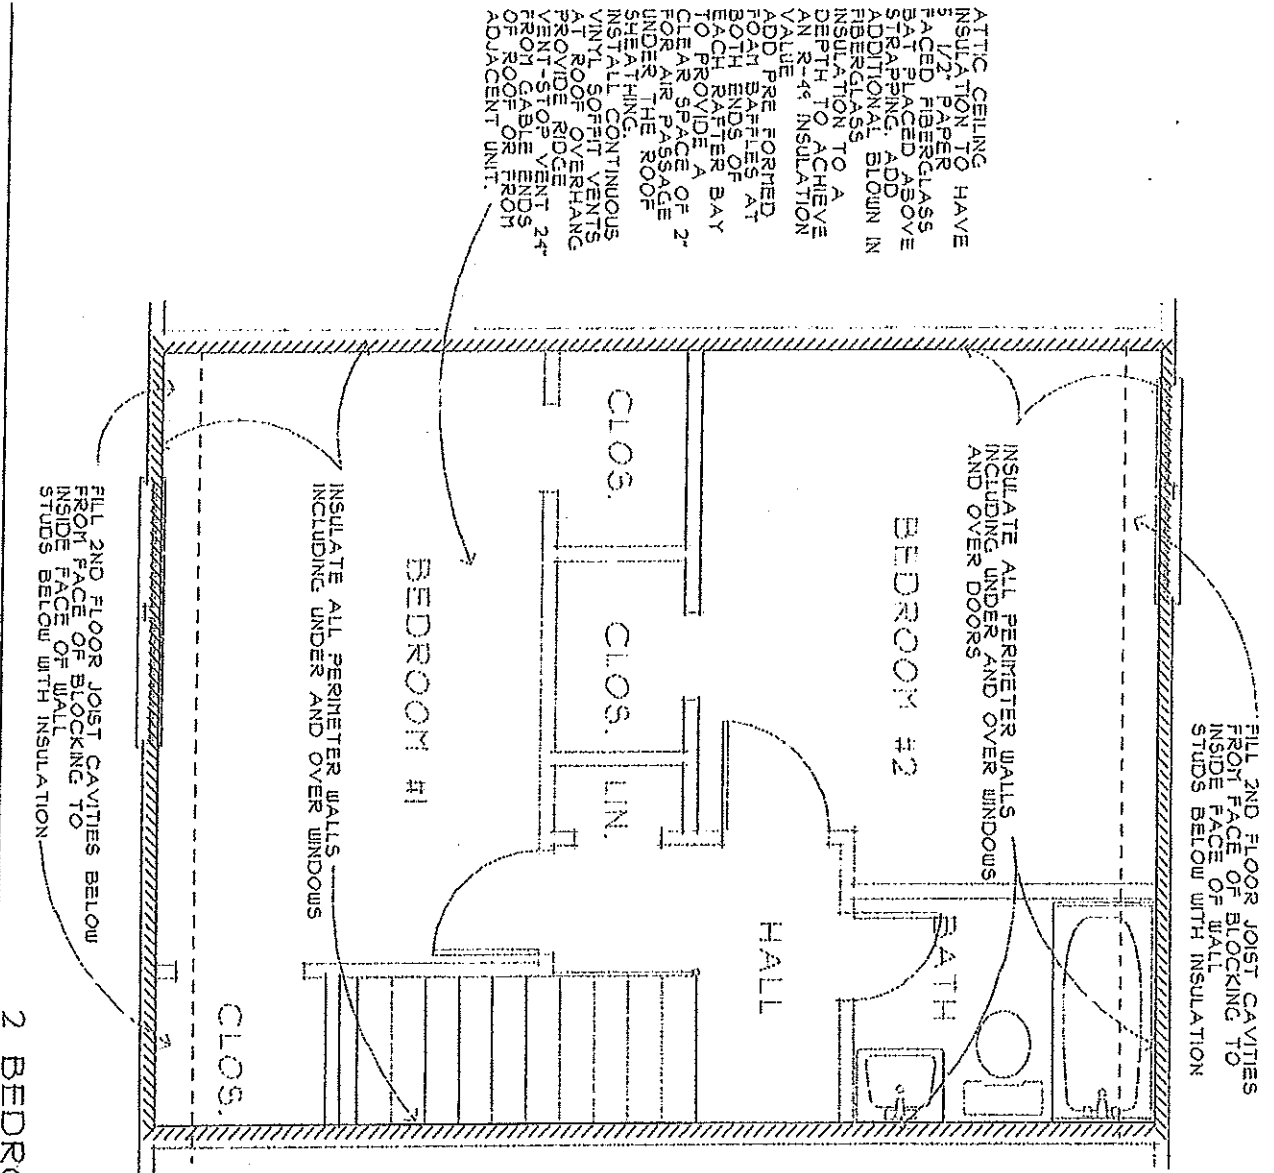 ATTIC CEILING
INSULATION TO HAVE
5 1/2" PAPER
FACED FIBERGLASS
BAT PLACED ABOVE
STRAPPING. ADD
ADDITIONAL BLOWN IN
FIBERGLASS
INSULATION TO A
DEPTH TO ACHIEVE
AN R-49 INSULATION
VALUE
ADD PRE FORMED
FOAM BAFFLES AT
BOTH ENDS OF
EACH RAFTER BAY
TO PROVIDE A
CLEAR SPACE OF 2"
FOR AIR PASSAGE
UNDER THE ROOF
SHEATHING.
INSTALL CONTINUOUS
VINYL SOFFIT VENTS
AT ROOF OVERHANG
PROVIDE RIDGE
VENT-STOP VENT 24"
FROM GABLE ENDS
OF ROOF OR FROM
ADJACENT UNIT.
FILL 2ND FLOOR JOIST CAVITIES
FROM FACE OF BLOCKING TO
INSIDE FACE OF WALL
STUDS BELOW WITH INSULATION
INSULATE ALL PERIMETER WALLS
INCLUDING UNDER AND OVER WINDOWS
AND OVER DOORS
BEDROOM #2
BATH
HALL
CLOS.
CLOS.
LIN.
BEDROOM #1
INSULATE ALL PERIMETER WALLS
INCLUDING UNDER AND OVER WINDOWS
CLOS.
FILL 2ND FLOOR JOIST CAVITIES BELOW
FROM FACE OF BLOCKING TO
INSIDE FACE OF WALL
STUDS BELOW WITH INSULATION
2 BEDRO